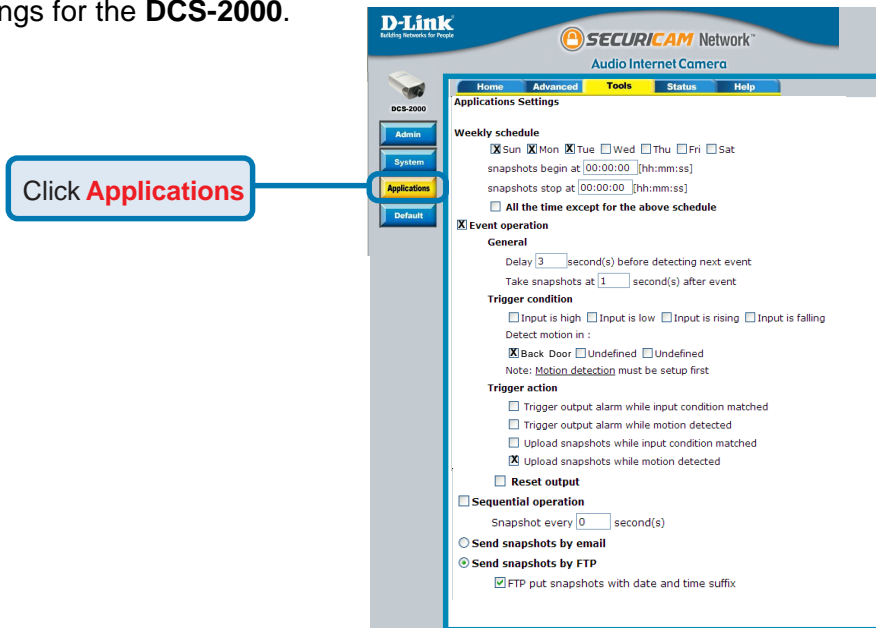 ngs for the DCS-2000.
D-Link
Building Networks for People
SECURICAM Network™
Audio Internet Camera
DCS-2000
Home Advanced Tools Status Help
Applications Settings
Admin
System
Applications
Default
Click Applications
Weekly schedule
Sun Mon Tue Wed Thu Fri Sat
snapshots begin at 00:00:00 [hh:mm:ss]
snapshots stop at 00:00:00 [hh:mm:ss]
All the time except for the above schedule
Event operation
General
Delay 3 second(s) before detecting next event
Take snapshots at 1 second(s) after event
Trigger condition
Input is high Input is low Input is rising Input is falling
Detect motion in :
Back Door Undefined Undefined
Note: Motion detection must be setup first
Trigger action
Trigger output alarm while input condition matched
Trigger output alarm while motion detected
Upload snapshots while input condition matched
Upload snapshots while motion detected
Reset output
Sequential operation
Snapshot every 0 second(s)
Send snapshots by email
Send snapshots by FTP
FTP put snapshots with date and time suffix